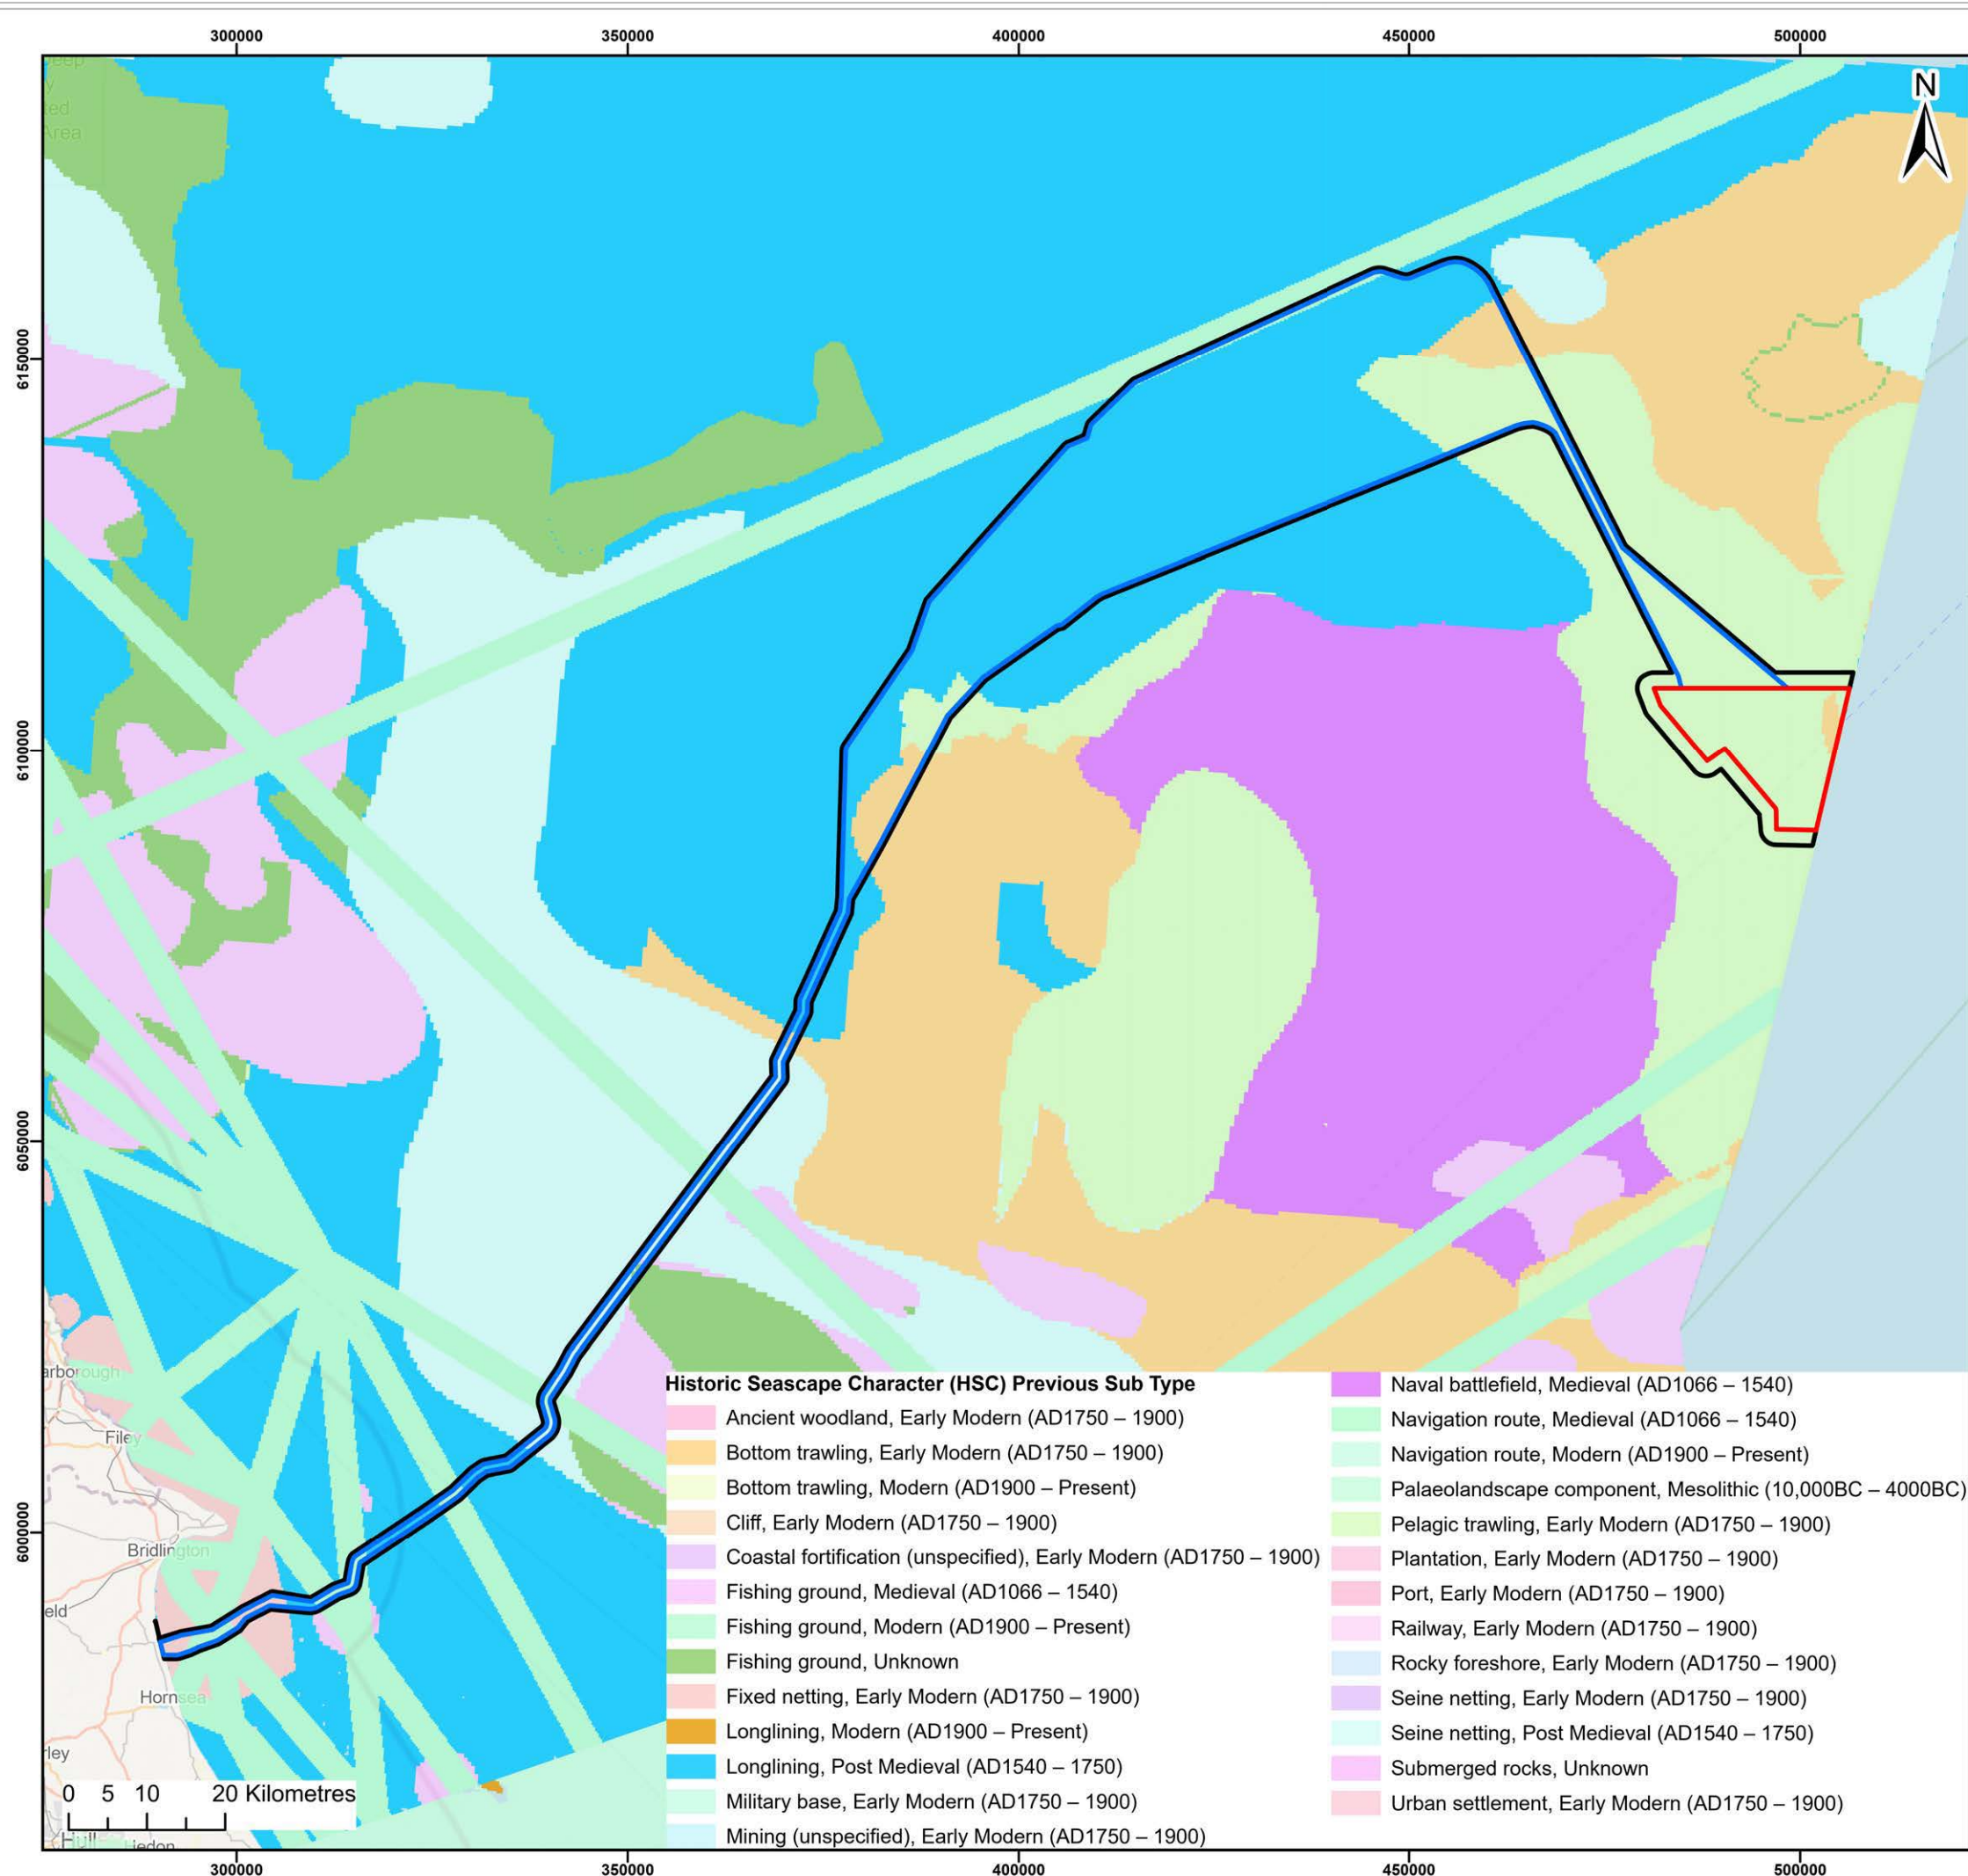 300000 350000 400000 450000 500000
N
eep
y
ted
Area
6150000
6100000
6050000
6000000
arborough
Filey
Bridlington
eld
Hornsea
rley
Hull
Hedon
0 5 10 20 Kilometres
Historic Seascape Character (HSC) Previous Sub Type
Ancient woodland, Early Modern (AD1750 – 1900)
Bottom trawling, Early Modern (AD1750 – 1900)
Bottom trawling, Modern (AD1900 – Present)
Cliff, Early Modern (AD1750 – 1900)
Coastal fortification (unspecified), Early Modern (AD1750 – 1900)
Fishing ground, Medieval (AD1066 – 1540)
Fishing ground, Modern (AD1900 – Present)
Fishing ground, Unknown
Fixed netting, Early Modern (AD1750 – 1900)
Longlining, Modern (AD1900 – Present)
Longlining, Post Medieval (AD1540 – 1750)
Military base, Early Modern (AD1750 – 1900)
Mining (unspecified), Early Modern (AD1750 – 1900)
Naval battlefield, Medieval (AD1066 – 1540)
Navigation route, Medieval (AD1066 – 1540)
Navigation route, Modern (AD1900 – Present)
Palaeolandscape component, Mesolithic (10,000BC – 4000BC)
Pelagic trawling, Early Modern (AD1750 – 1900)
Plantation, Early Modern (AD1750 – 1900)
Port, Early Modern (AD1750 – 1900)
Railway, Early Modern (AD1750 – 1900)
Rocky foreshore, Early Modern (AD1750 – 1900)
Seine netting, Early Modern (AD1750 – 1900)
Seine netting, Post Medieval (AD1540 – 1750)
Submerged rocks, Unknown
Urban settlement, Early Modern (AD1750 – 1900)
300000 350000 400000 450000 500000